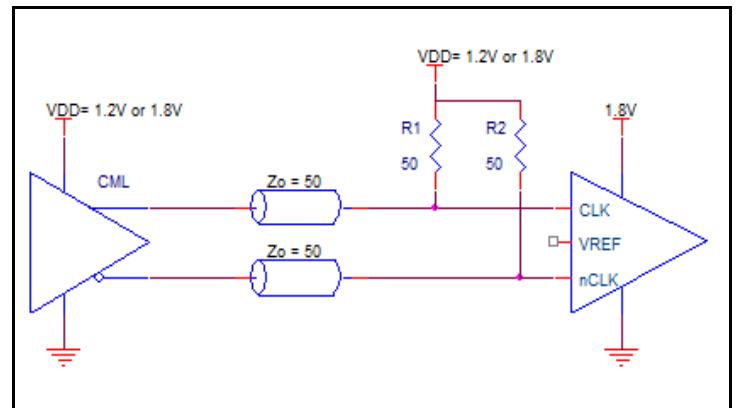 VDD= 1.2V or 1.8V
VDD= 1.2V or 1.8V
1.8V
R1
R2
50
50
CML
Zo = 50
CLK
VREF
Zo = 50
nCLK